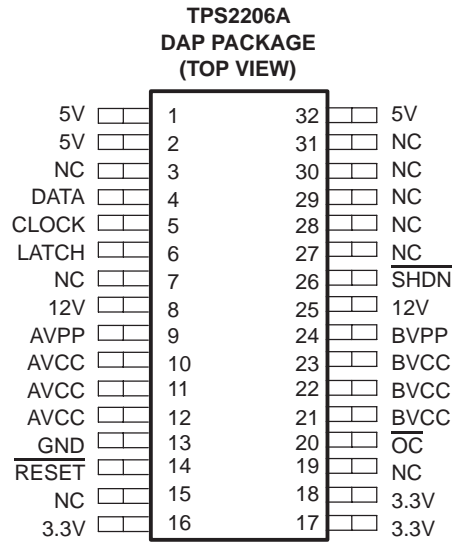 TPS2206A
DAP PACKAGE
(TOP VIEW)
5V 1 32 5V
5V 2 31 NC
NC 3 30 NC
DATA 4 29 NC
CLOCK 5 28 NC
LATCH 6 27 NC
NC 7 26 SHDN
12V 8 25 12V
AVPP 9 24 BVPP
AVCC 10 23 BVCC
AVCC 11 22 BVCC
AVCC 12 21 BVCC
GND 13 20 OC
RESET 14 19 NC
NC 15 18 3.3V
3.3V 16 17 3.3V